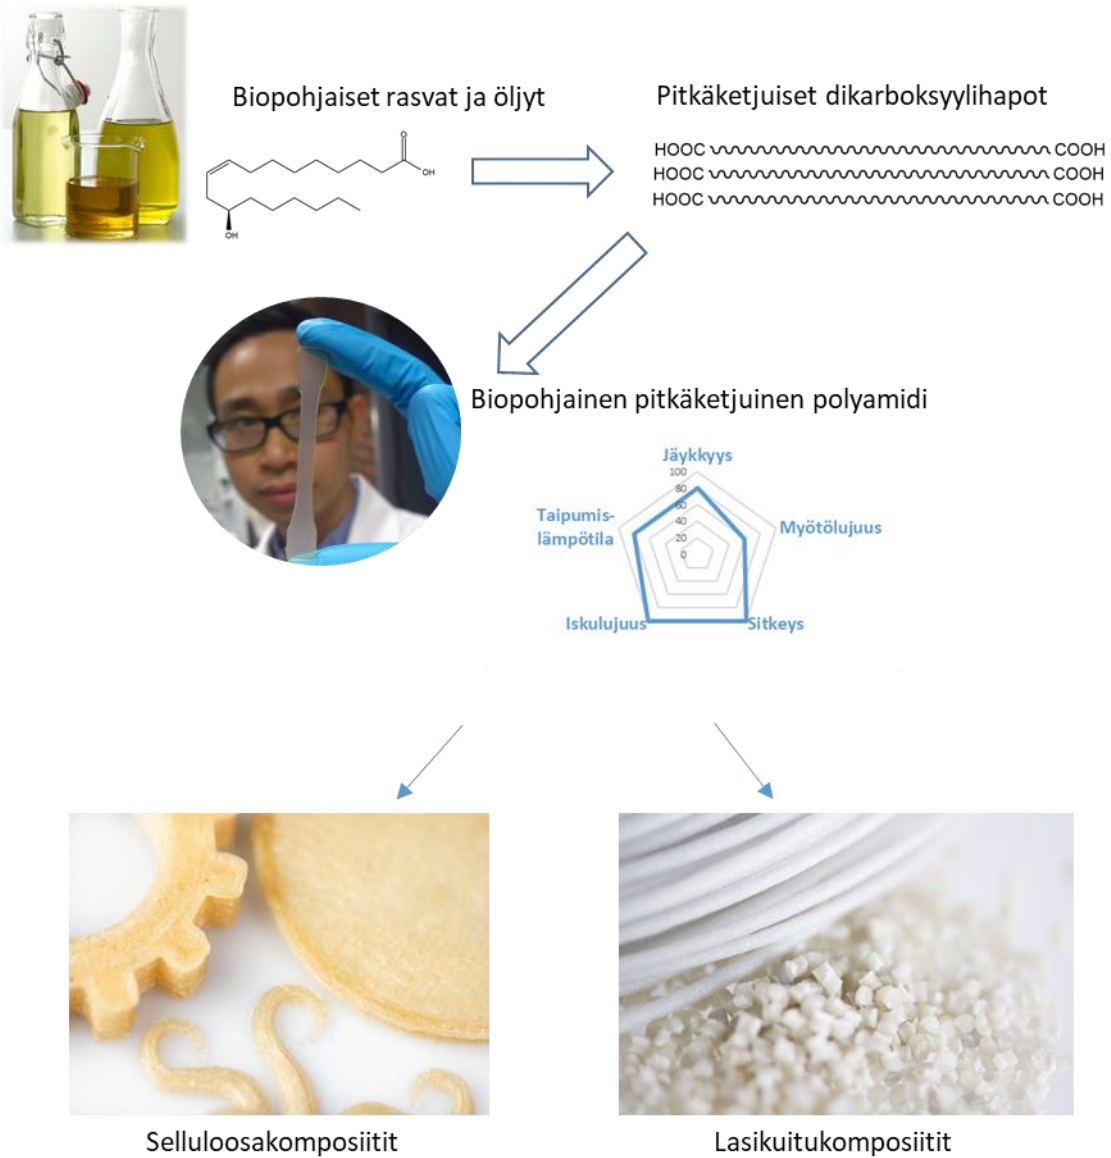 Biopohjaiset rasvat ja öljyt
Pitkäketjuiset dikarboksyylihapot
O
OH
OH
HOOC COOH
HOOC COOH
HOOC COOH
Biopohjainen pitkäketjuinen polyamidi
Jäykkyys
100
80
60
40
20
0
Taipumis-
lämpötila
Myötölujuus
Iskulujuus
Sitkeys
Selluloosakomposiitit
Lasikuitukomposiitit